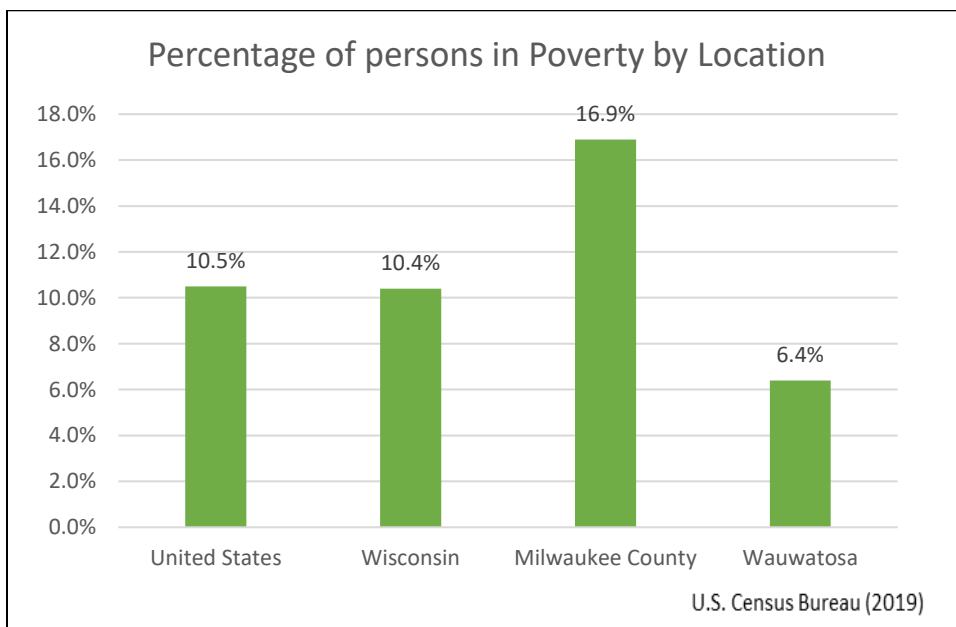 Percentage of persons in Poverty by Location
18.0%
16.0%
14.0%
12.0%
10.0%
8.0%
6.0%
4.0%
2.0%
0.0%
10.5%
10.4%
16.9%
6.4%
United States
Wisconsin
Milwaukee County
Wauwatosa
U.S. Census Bureau (2019)